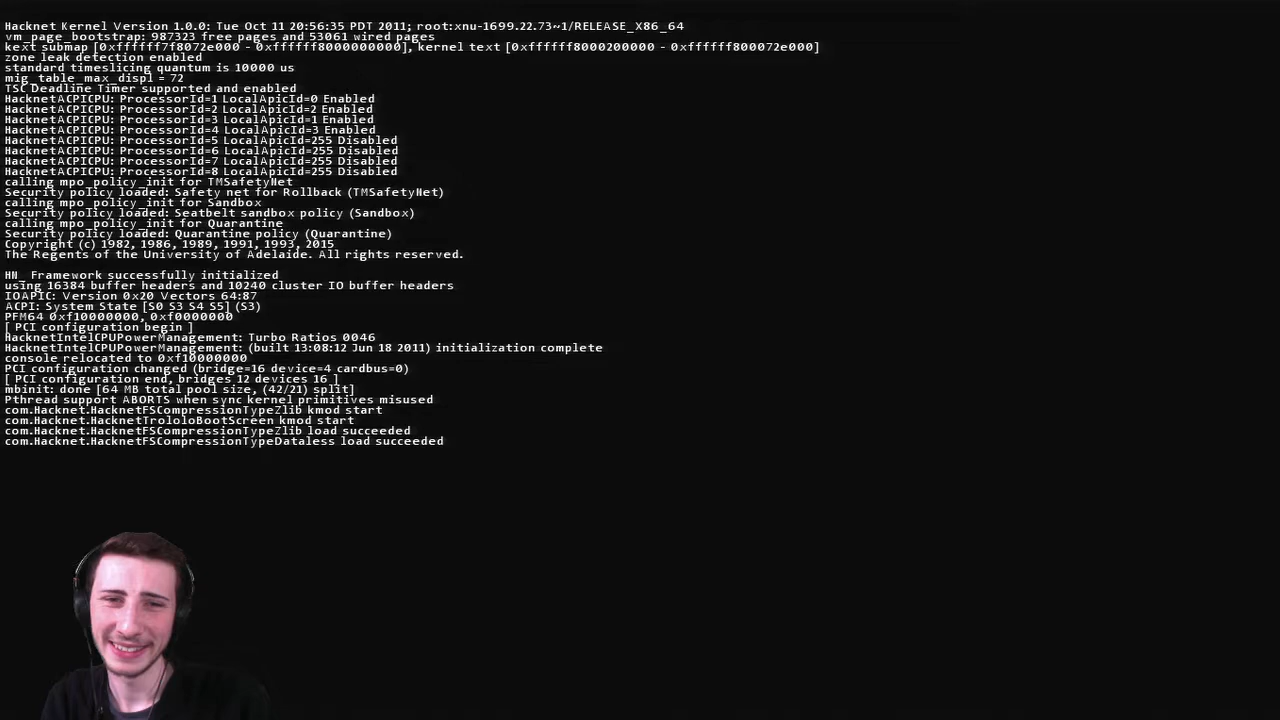 Hacknet Kernel Version 1.0.0: Tue Oct 11 20:56:35 PDT 2011; root:xnu-1699.22.73~1/RELEASE_X86_64
vm_page_bootstrap: 987323 free pages and 53061 wired pages
kext submap [0xffffff7f8072e000 - 0xffffff8000000000], kernel text [0xffffff8000200000 - 0xffffff800072e000]
zone leak detection enabled
standard timeslicing quantum is 10000 us
mig_table_max_displ = 72
TSC Deadline Timer supported and enabled
HacknetACPICPU: ProcessorId=1 LocalApicId=0 Enabled
HacknetACPICPU: ProcessorId=2 LocalApicId=2 Enabled
HacknetACPICPU: ProcessorId=3 LocalApicId=1 Enabled
HacknetACPICPU: ProcessorId=4 LocalApicId=3 Enabled
HacknetACPICPU: ProcessorId=5 LocalApicId=255 Disabled
HacknetACPICPU: ProcessorId=6 LocalApicId=255 Disabled
HacknetACPICPU: ProcessorId=7 LocalApicId=255 Disabled
HacknetACPICPU: ProcessorId=8 LocalApicId=255 Disabled
calling mpo_policy_init for TMSafetyNet
Security policy loaded: Safety net for Rollback (TMSafetyNet)
calling mpo_policy_init for Sandbox
Security policy loaded: Seatbelt sandbox policy (Sandbox)
calling mpo_policy_init for Quarantine
Security policy loaded: Quarantine policy (Quarantine)
Copyright (c) 1982, 1986, 1989, 1991, 1993, 2015
The Regents of the University of Adelaide. All rights reserved.
HN_ Framework successfully initialized
using 16384 buffer headers and 10240 cluster IO buffer headers
IOAPIC: Version 0x20 Vectors 64:87
ACPI: System State [S0 S3 S4 S5] (S3)
PFM64 0xf10000000, 0xf0000000
[ PCI configuration begin ]
HacknetIntelCPUPowerManagement: Turbo Ratios 0046
HacknetIntelCPUPowerManagement: (built 13:08:12 Jun 18 2011) initialization complete
console relocated to 0xf10000000
PCI configuration changed (bridge=16 device=4 cardbus=0)
[ PCI configuration end, bridges 12 devices 16 ]
mbinit: done [64 MB total pool size, (42/21) split]
Pthread support ABORTS when sync kernel primitives misused
com.Hacknet.HacknetFSCompressionTypeZlib kmod start
com.Hacknet.HacknetTrololoBootScreen kmod start
com.Hacknet.HacknetFSCompressionTypeZlib load succeeded
com.Hacknet.HacknetFSCompressionTypeDataless load succeeded